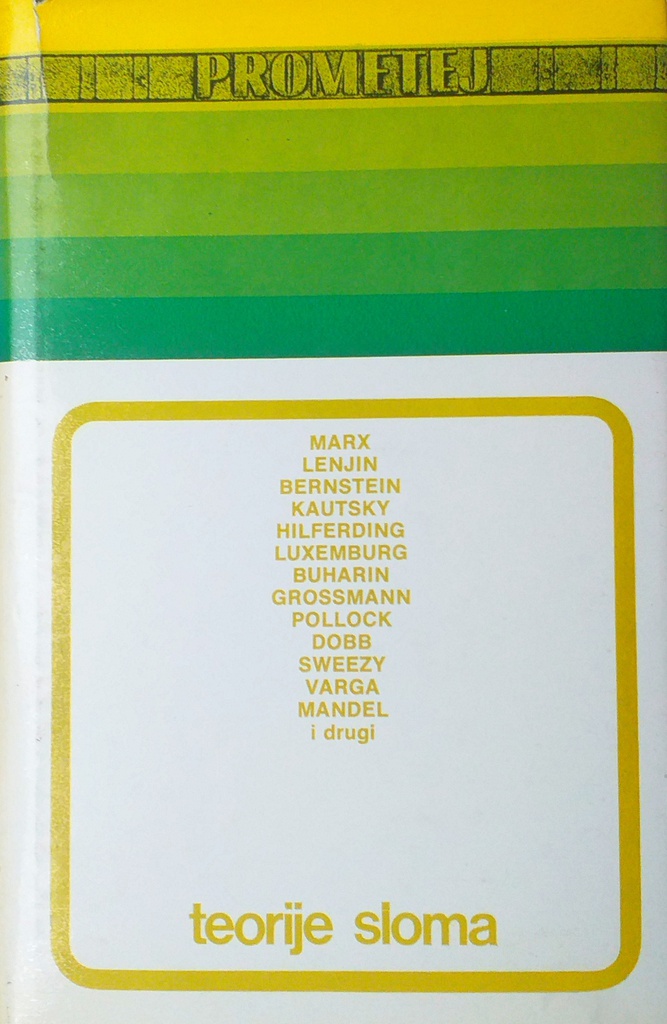 PROMETEJ
MARX
LENJIN
BERNSTEIN
KAUTSKY
HILFERDING
LUXEMBURG
BUHARIN
GROSSMANN
POLLOCK
DOBB
SWEEZY
VARGA
MANDEL
i drugi
teorije sloma